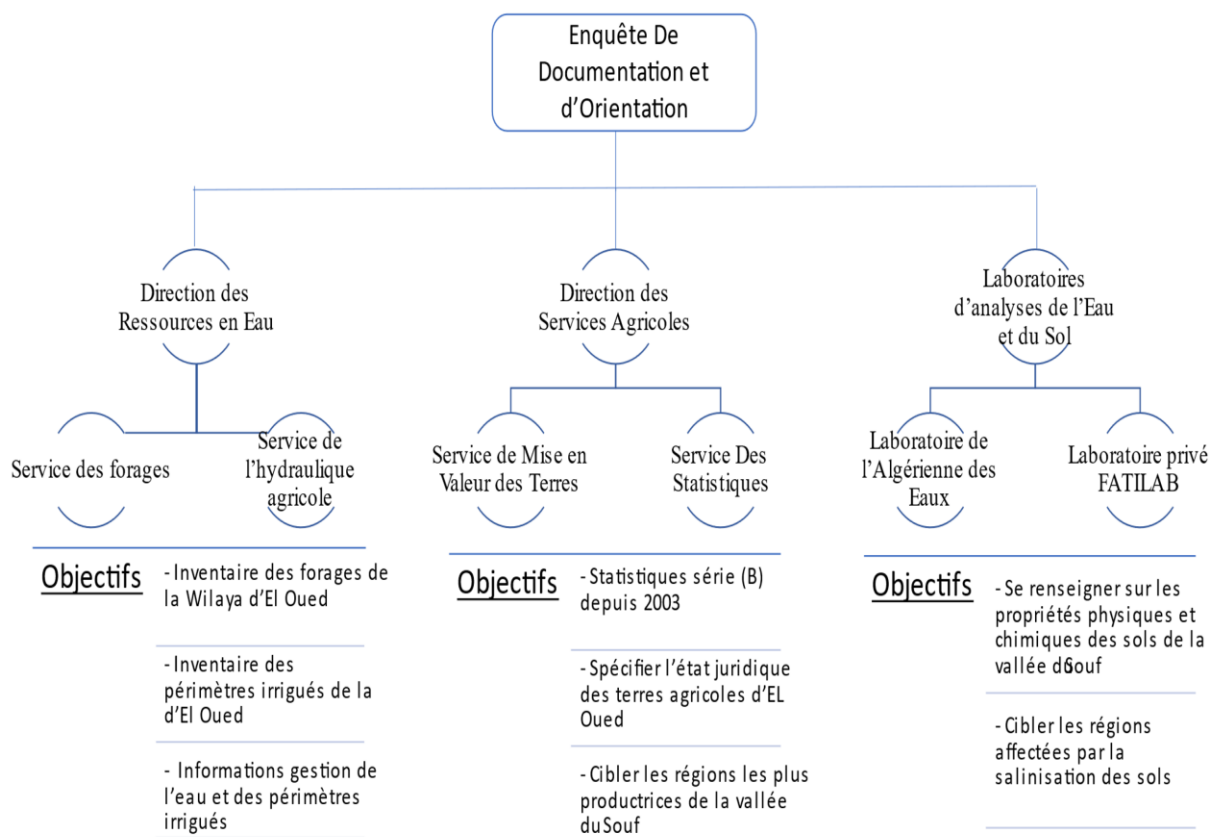 Enquête De
Documentation et
d'Orientation
Direction des
Ressources en Eau
Direction des
Services Agricoles
Laboratoires
d'analyses de l'Eau
et du Sol
Service des forages
Service de
l'hydraulique
agricole
Service de Mise en
Valeur des Terres
Service Des
Statistiques
Laboratoire de
l'Algérienne des
Eaux
Laboratoire privé
FATILAB
Objectifs
- Inventaire des forages de
la Wilaya d'El Oued
- Inventaire des
périmètres irrigués de la
d'El Oued
- Informations gestion de
l'eau et des périmètres
irrigués
Objectifs
- Statistiques série (B)
depuis 2003
- Spécifier l'état juridique
des terres agricoles d'EL
Oued
- Cibler les régions les plus
productrices de la vallée
du Souf
Objectifs
- Se renseigner sur les
propriétés physiques et
chimiques des sols de la
vallée du Souf
- Cibler les régions
affectées par la
salinisation des sols